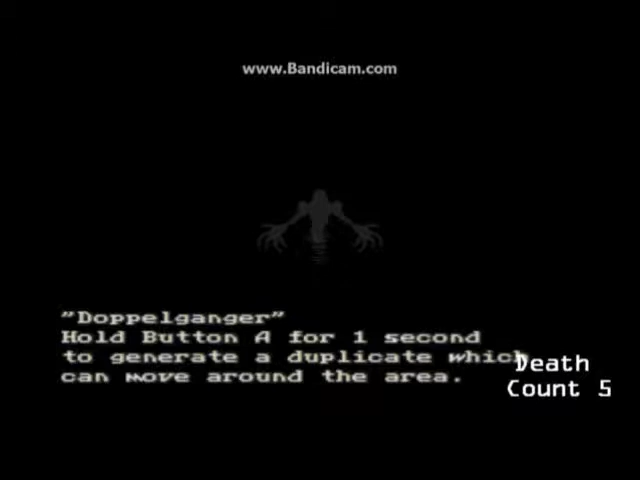 www.Bandicam.com
"Doppelganger"
Hold Button A for 1 second
to generate a duplicate which
can move around the area.
Death
Count 5